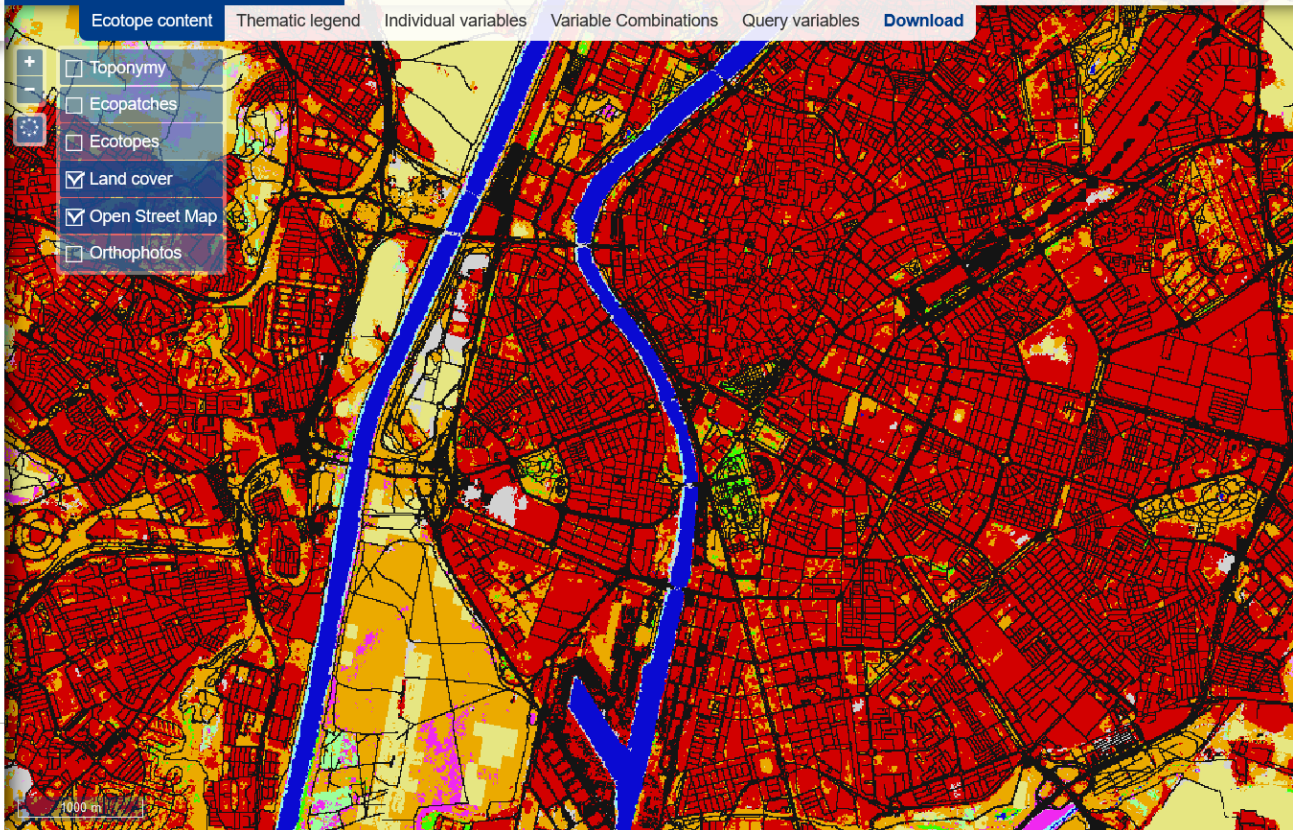 Ecotope content
Thematic legend
Individual variables
Variable Combinations
Query variables
Download
+
−
Toponymy
Ecopatches
Ecotopes
Land cover
Open Street Map
Orthophotos
1000 m